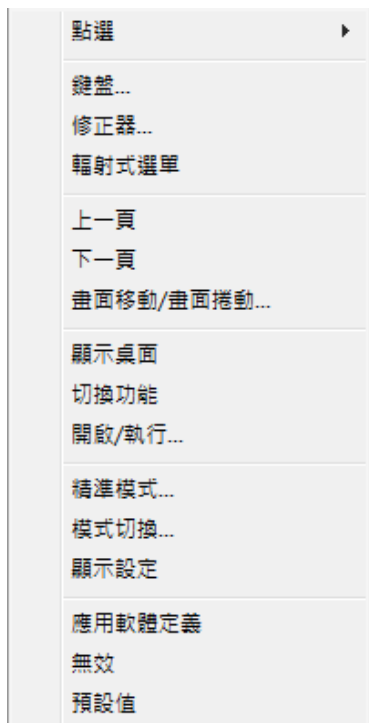 點選
鍵盤...
修正器...
輻射式選單
上一頁
下一頁
畫面移動/畫面捲動...
顯示桌面
切換功能
開啟/執行...
精準模式...
模式切換...
顯示設定
應用軟體定義
無效
預設值